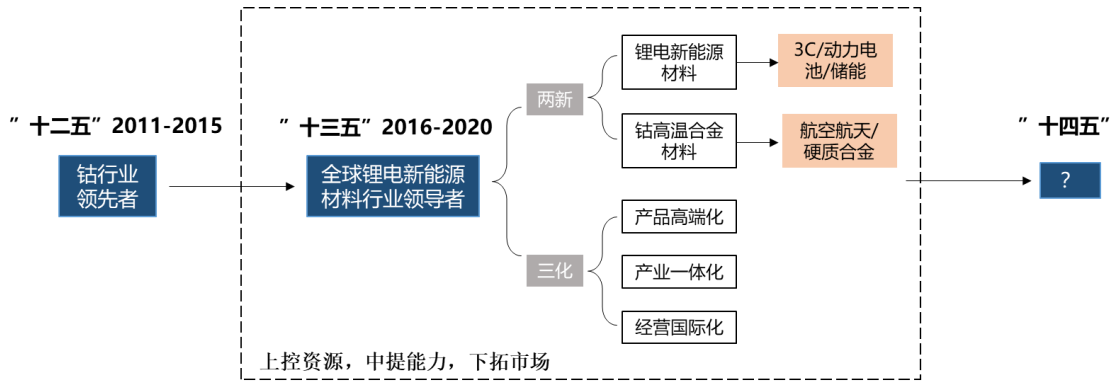 ”十二五”2011-2015
钴行业
领先者
”十三五”2016-2020
全球锂电新能源
材料行业领导者
两新
锂电新能源
材料
3C/动力电
池/储能
钴高温合金
材料
航空航天/
硬质合金
三化
产品高端化
产业一体化
经营国际化
上控资源，中提能力，下拓市场
”十四五”
？